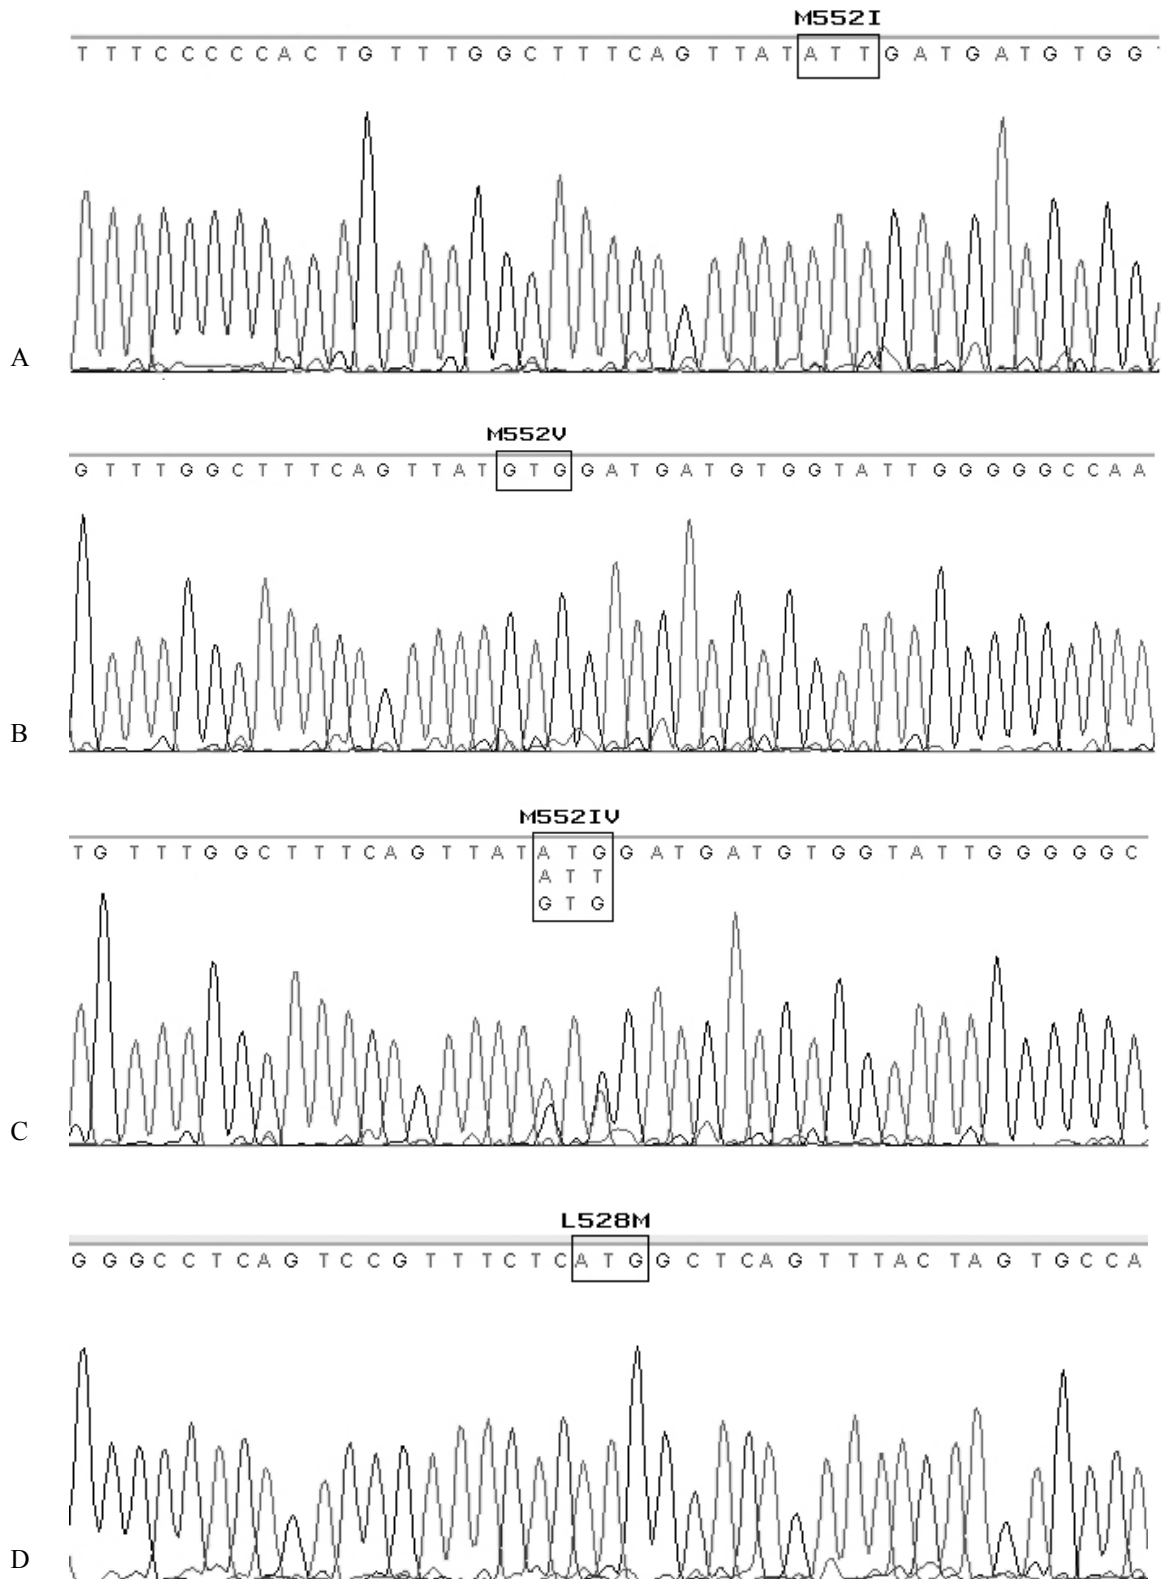 M552I
T T T C C C C C A C T G T T T G G C T T T C A G T T A T A T T G A T G A T G T G G
A
M552V
G T T T G G C T T T C A G T T A T G T G G A T G A T G T G G T A T T G G G G G C C A A
B
M552IV
T G T T T G G C T T T C A G T T A T A T G G A T G A T G T G G T A T T G G G G G C
A T T
G T G
C
L528M
G G G C C T C A G T C C G T T T C T C A T G G C T C A G T T T A C T A G T G C C A
D